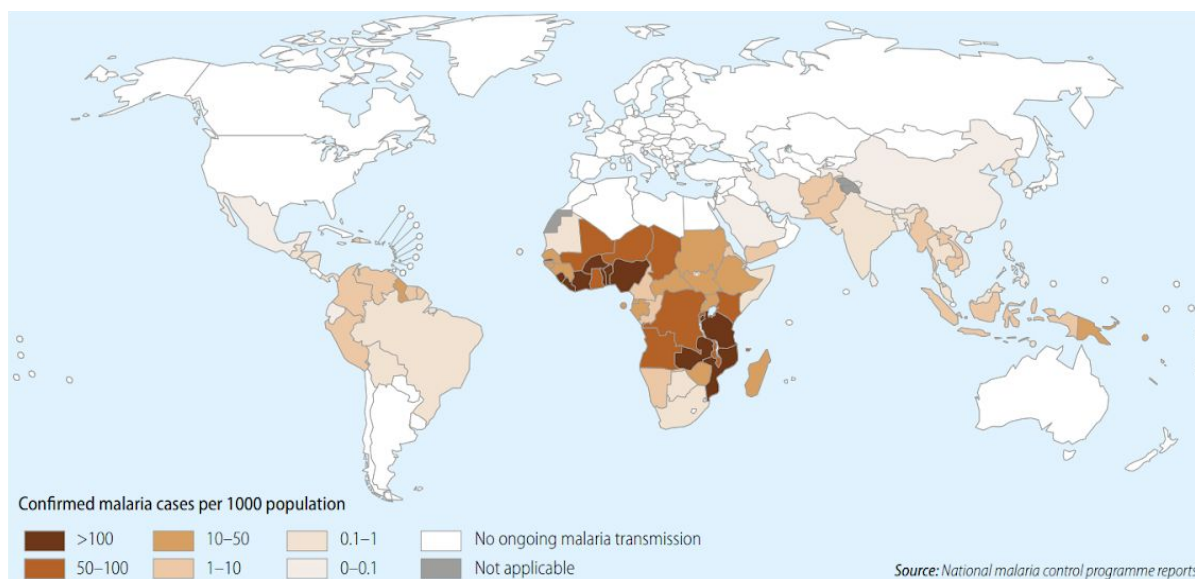 Confirmed malaria cases per 1000 population
>100 10–50 0.1–1 No ongoing malaria transmission
50–100 1–10 0–0.1 Not applicable
Source: National malaria control programme reports